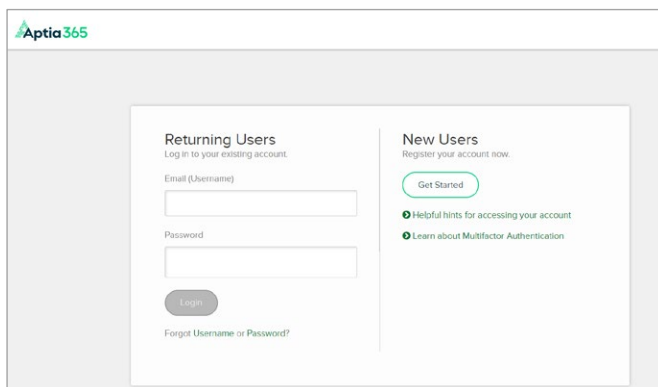 Aptia365
Returning Users
Log in to your existing account.
Email (Username)
Password
Login
Forgot Username or Password?
New Users
Register your account now.
Get Started
Helpful hints for accessing your account
Learn about Multifactor Authentication